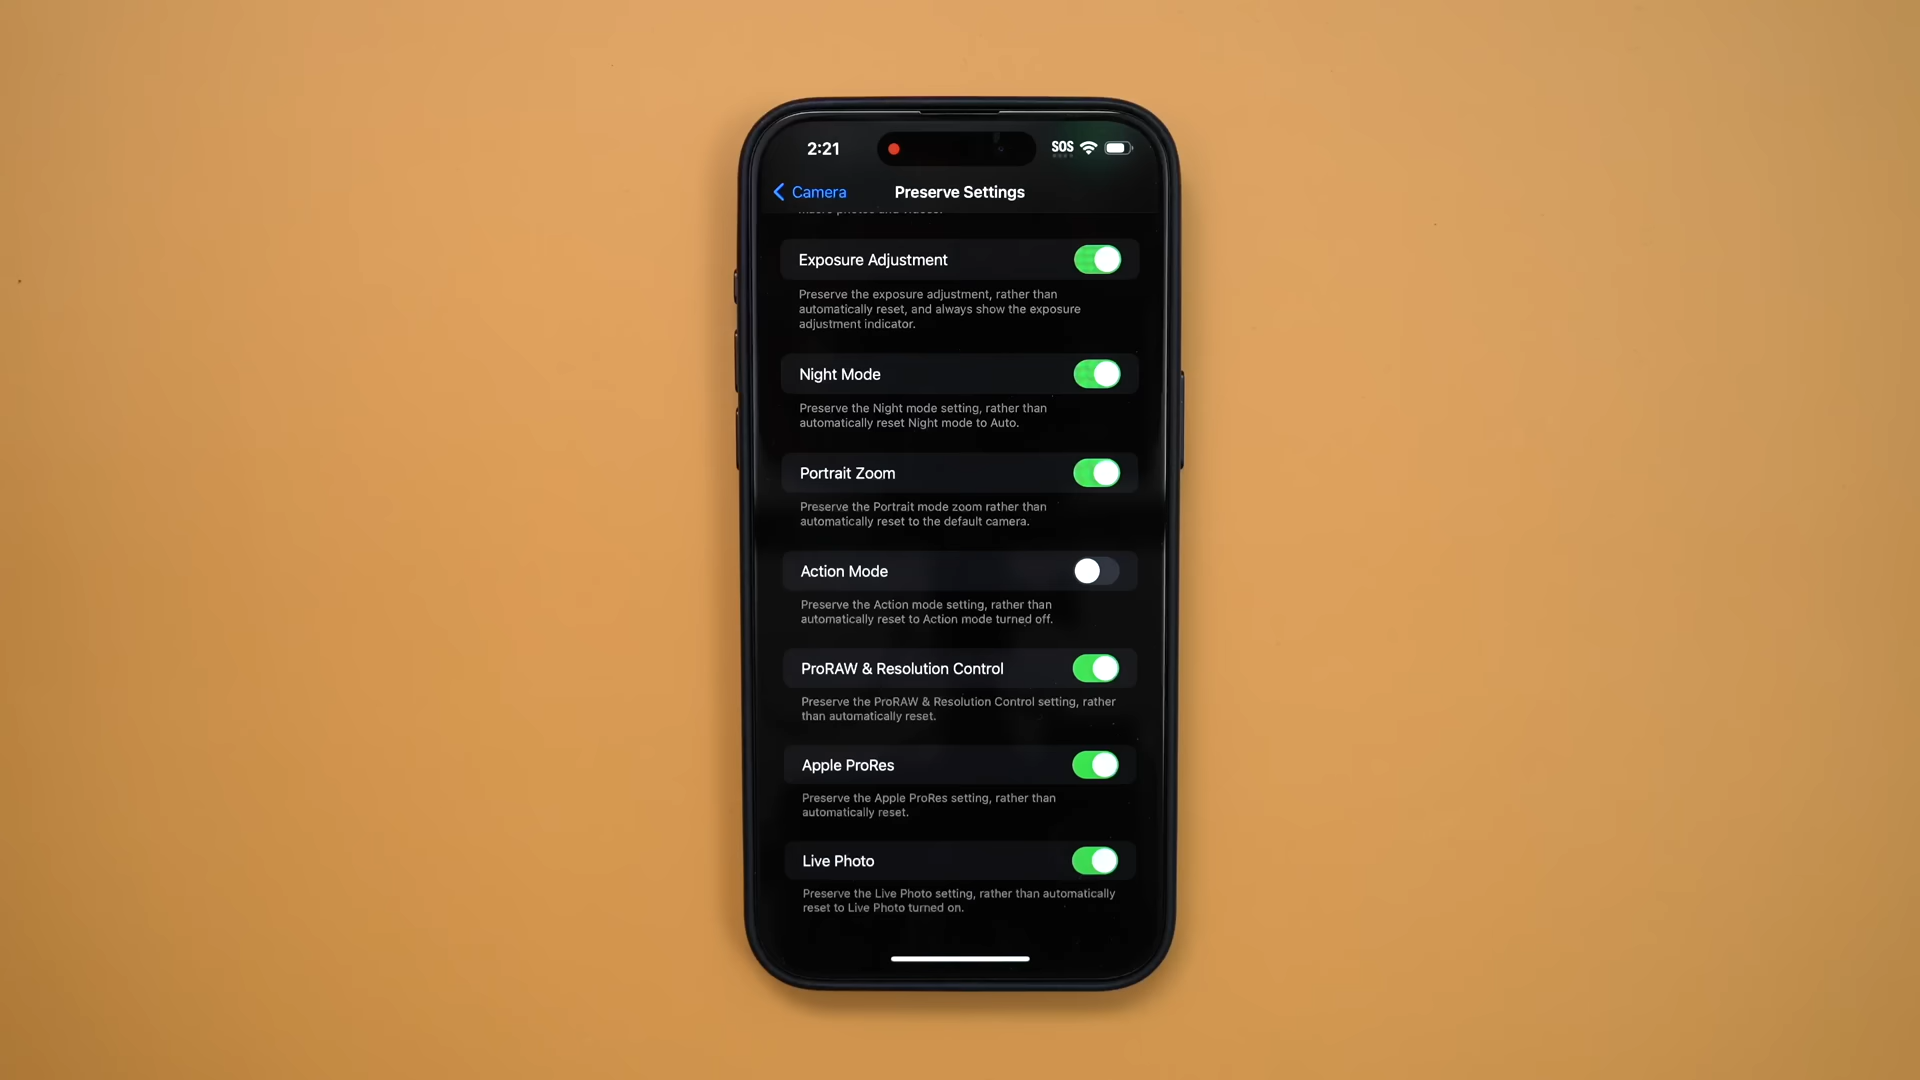 2:21
SOS
Camera
Preserve Settings
macro photos and videos.
Exposure Adjustment
Preserve the exposure adjustment, rather than
automatically reset, and always show the exposure
adjustment indicator.
Night Mode
Preserve the Night mode setting, rather than
automatically reset Night mode to Auto.
Portrait Zoom
Preserve the Portrait mode zoom rather than
automatically reset to the default camera.
Action Mode
Preserve the Action mode setting, rather than
automatically reset to Action mode turned off.
ProRAW & Resolution Control
Preserve the ProRAW & Resolution Control setting, rather
than automatically reset.
Apple ProRes
Preserve the Apple ProRes setting, rather than
automatically reset.
Live Photo
Preserve the Live Photo setting, rather than automatically
reset to Live Photo turned on.